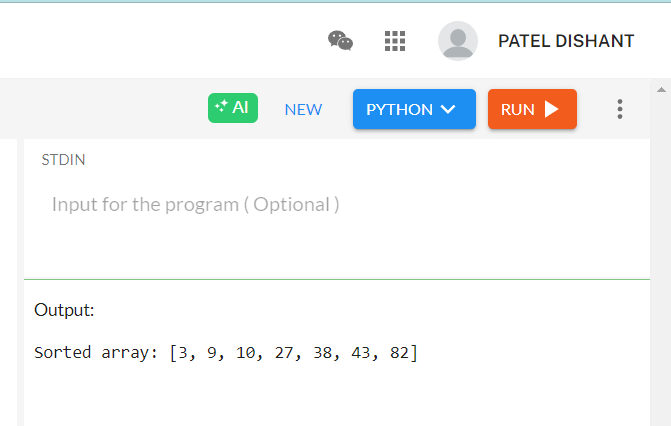 PATEL DISHANT
AI NEW PYTHON RUN
STDIN
Input for the program ( Optional )
Output:
Sorted array: [3, 9, 10, 27, 38, 43, 82]